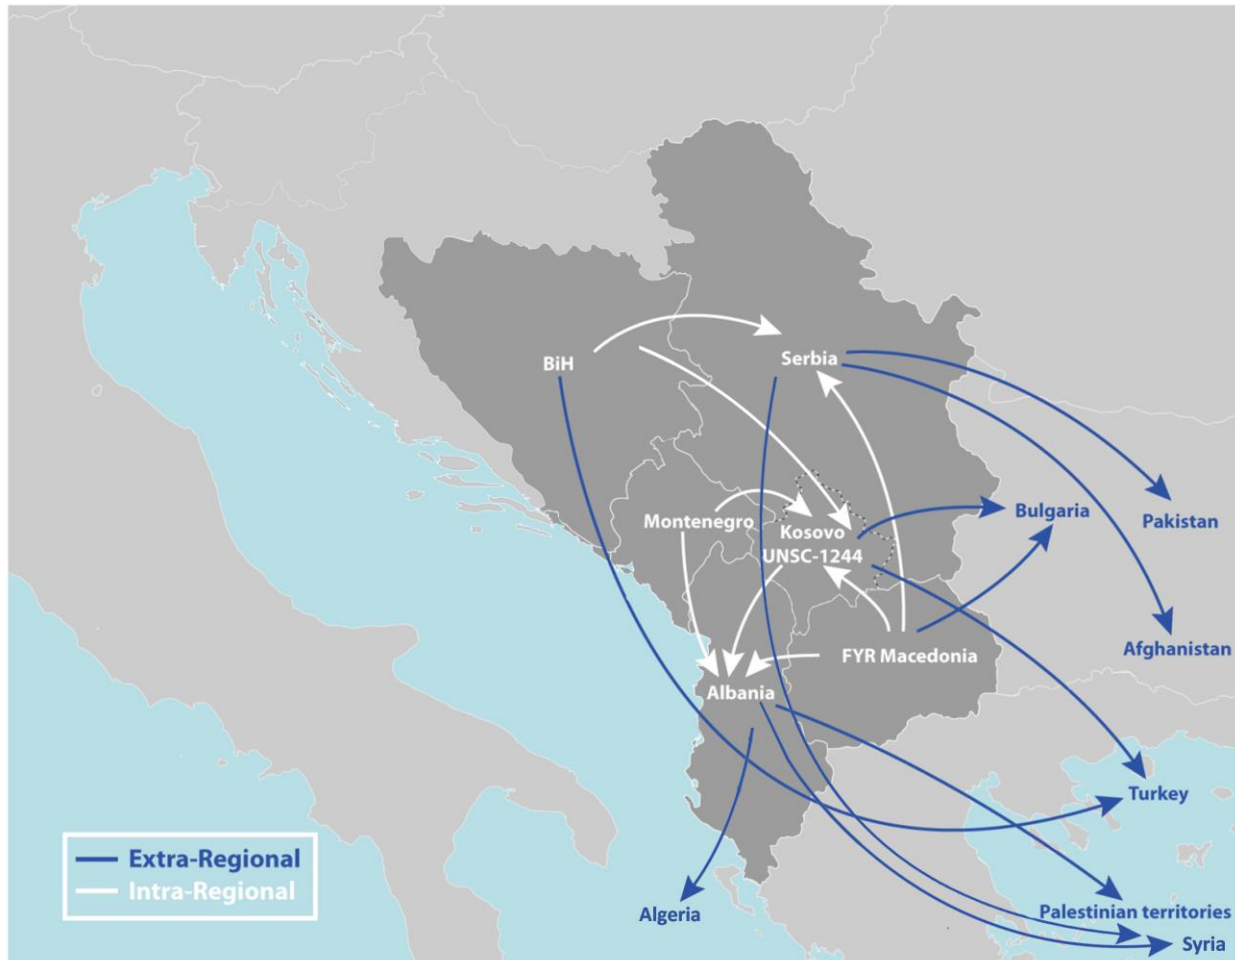 BiH
Serbia
Montenegro
Kosovo
UNSC-1244
Bulgaria
Pakistan
FYR Macedonia
Afghanistan
Albania
Turkey
Extra-Regional
Intra-Regional
Algeria
Palestinian territories
Syria